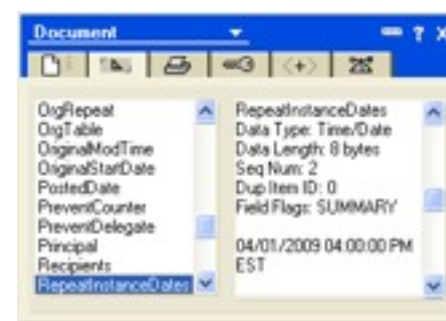 Document
? X
<+>
OrgRepeat
OrgTable
OriginalModTime
OriginalStartDate
PostedDate
PreventCounter
PreventDelegate
Principal
Recipients
RepeatInstanceDates
RepeatInstanceDates
Data Type: Time/Date
Data Length: 8 bytes
Seq Num: 2
Dup Item ID: 0
Field Flags: SUMMARY
04/01/2009 04:00:00 PM
EST